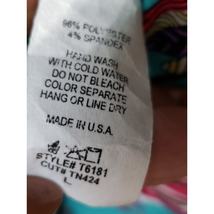 96% POLYESTER
4% SPANDEX
HAND WASH
WITH COLD WATER
DO NOT BLEACH
COLOR SEPARATE
HANG OR LINE DRY
MADE IN U.S.A.
STYLE# T6181
CUT# TN424
L